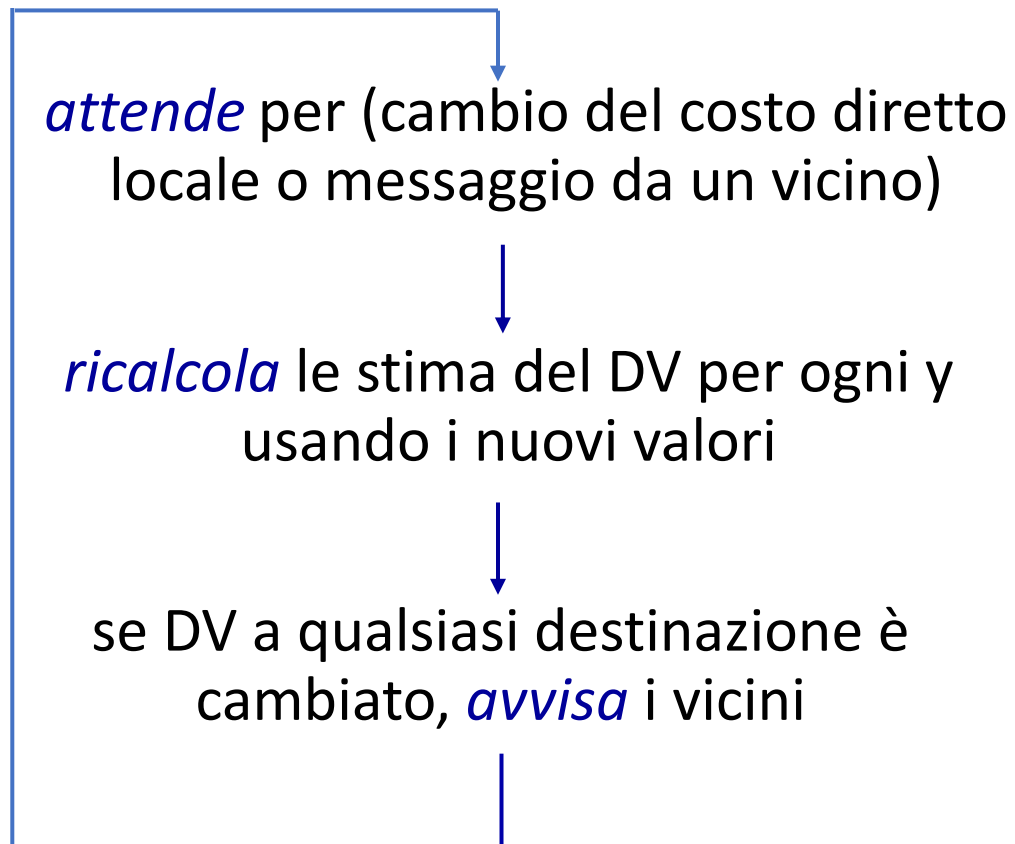 attende per (cambio del costo diretto
locale o messaggio da un vicino)
ricalcola le stima del DV per ogni y
usando i nuovi valori
se DV a qualsiasi destinazione è
cambiato, avvisa i vicini